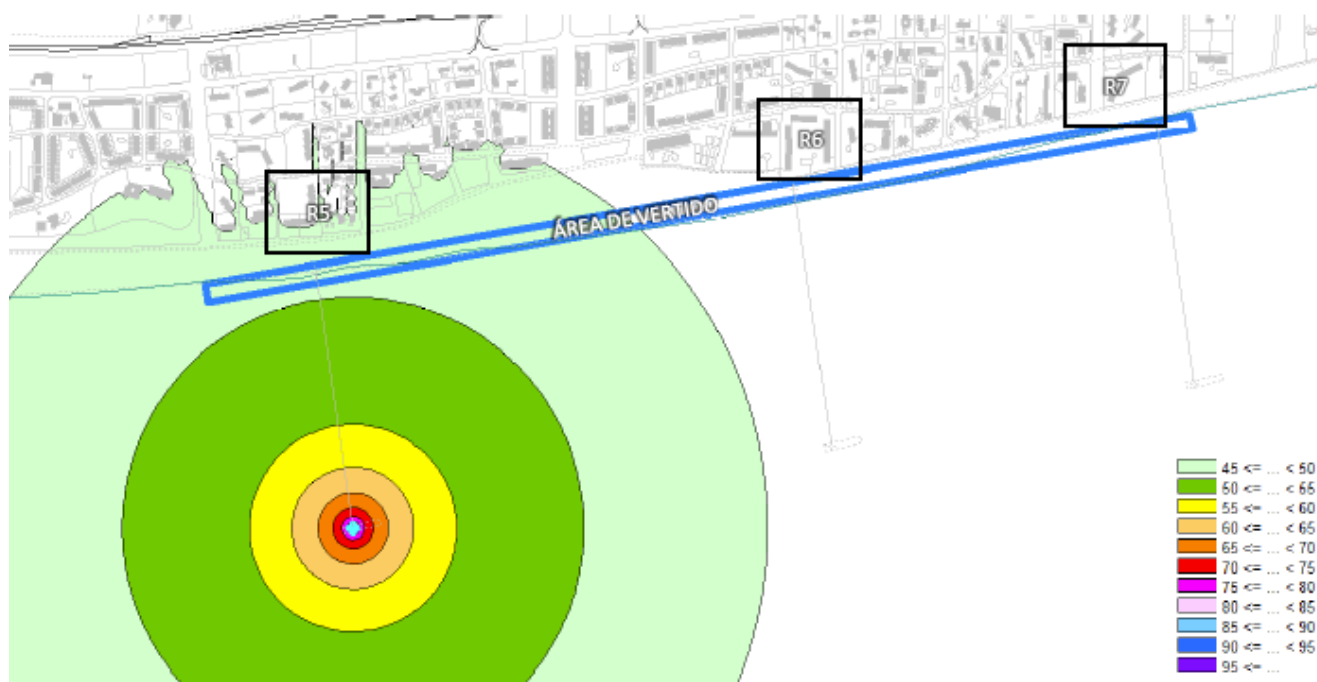 R7
R6
R5
ÁREA DE VERTIDO
45 <= ... < 50
50 <= ... < 55
55 <= ... < 60
60 <= ... < 65
65 <= ... < 70
70 <= ... < 75
75 <= ... < 80
80 <= ... < 85
85 <= ... < 90
90 <= ... < 95
95 <= ...